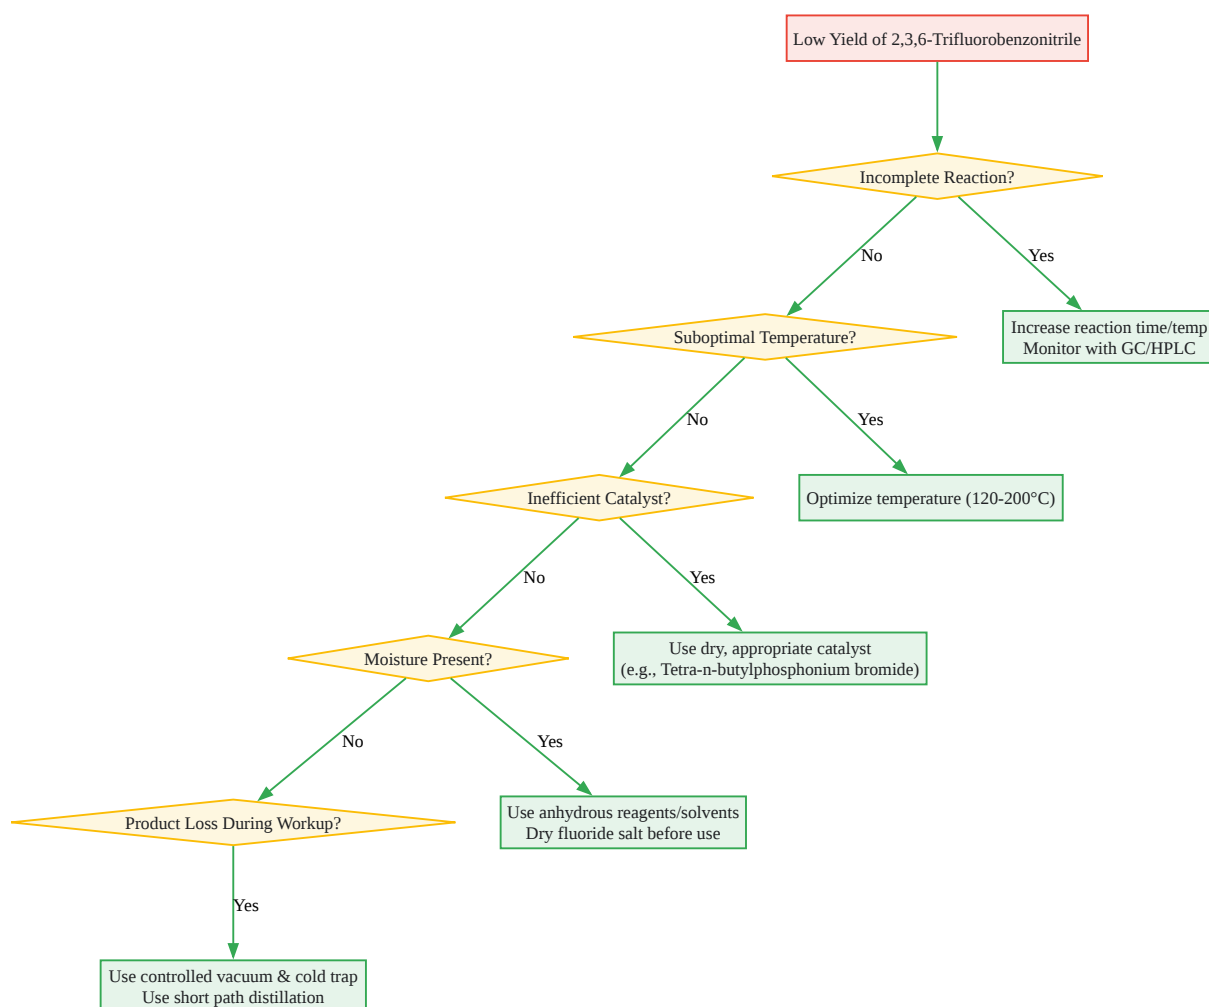 Low Yield of 2,3,6-Trifluorobenzonitrile
Incomplete Reaction?
No
Yes
Suboptimal Temperature?
Increase reaction time/temp
Monitor with GC/HPLC
No
Yes
Inefficient Catalyst?
Optimize temperature (120-200°C)
No
Yes
Moisture Present?
Use dry, appropriate catalyst
(e.g., Tetra-n-butylphosphonium bromide)
No
Yes
Product Loss During Workup?
Use anhydrous reagents/solvents
Dry fluoride salt before use
Yes
Use controlled vacuum & cold trap
Use short path distillation